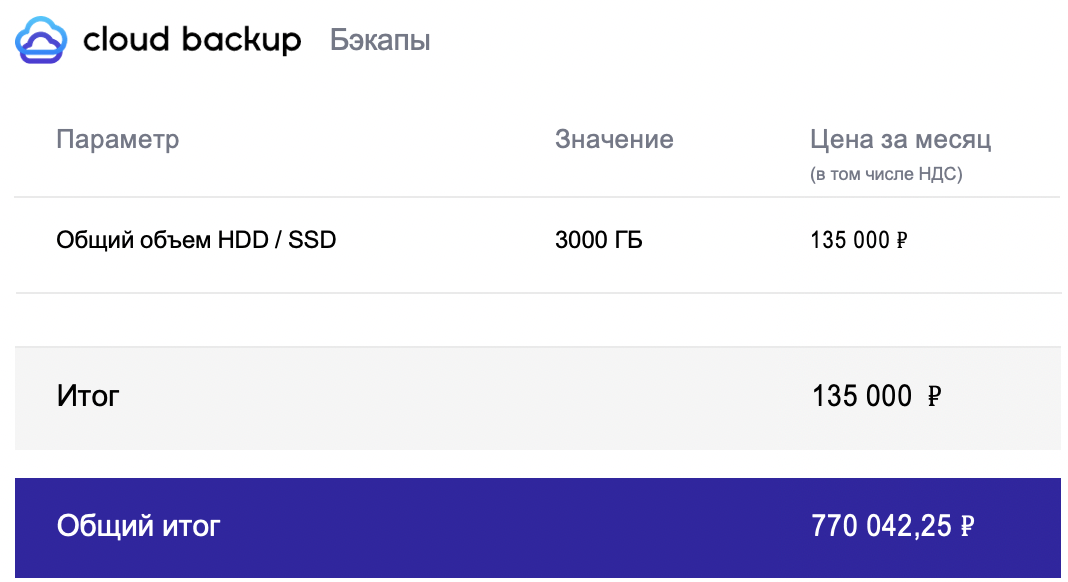 cloud backup Бэкапы
Параметр Значение Цена за месяц
(в том числе НДС)
Общий объем HDD / SSD 3000 ГБ 135 000 ₽
Итог 135 000 ₽
Общий итог 770 042,25 ₽